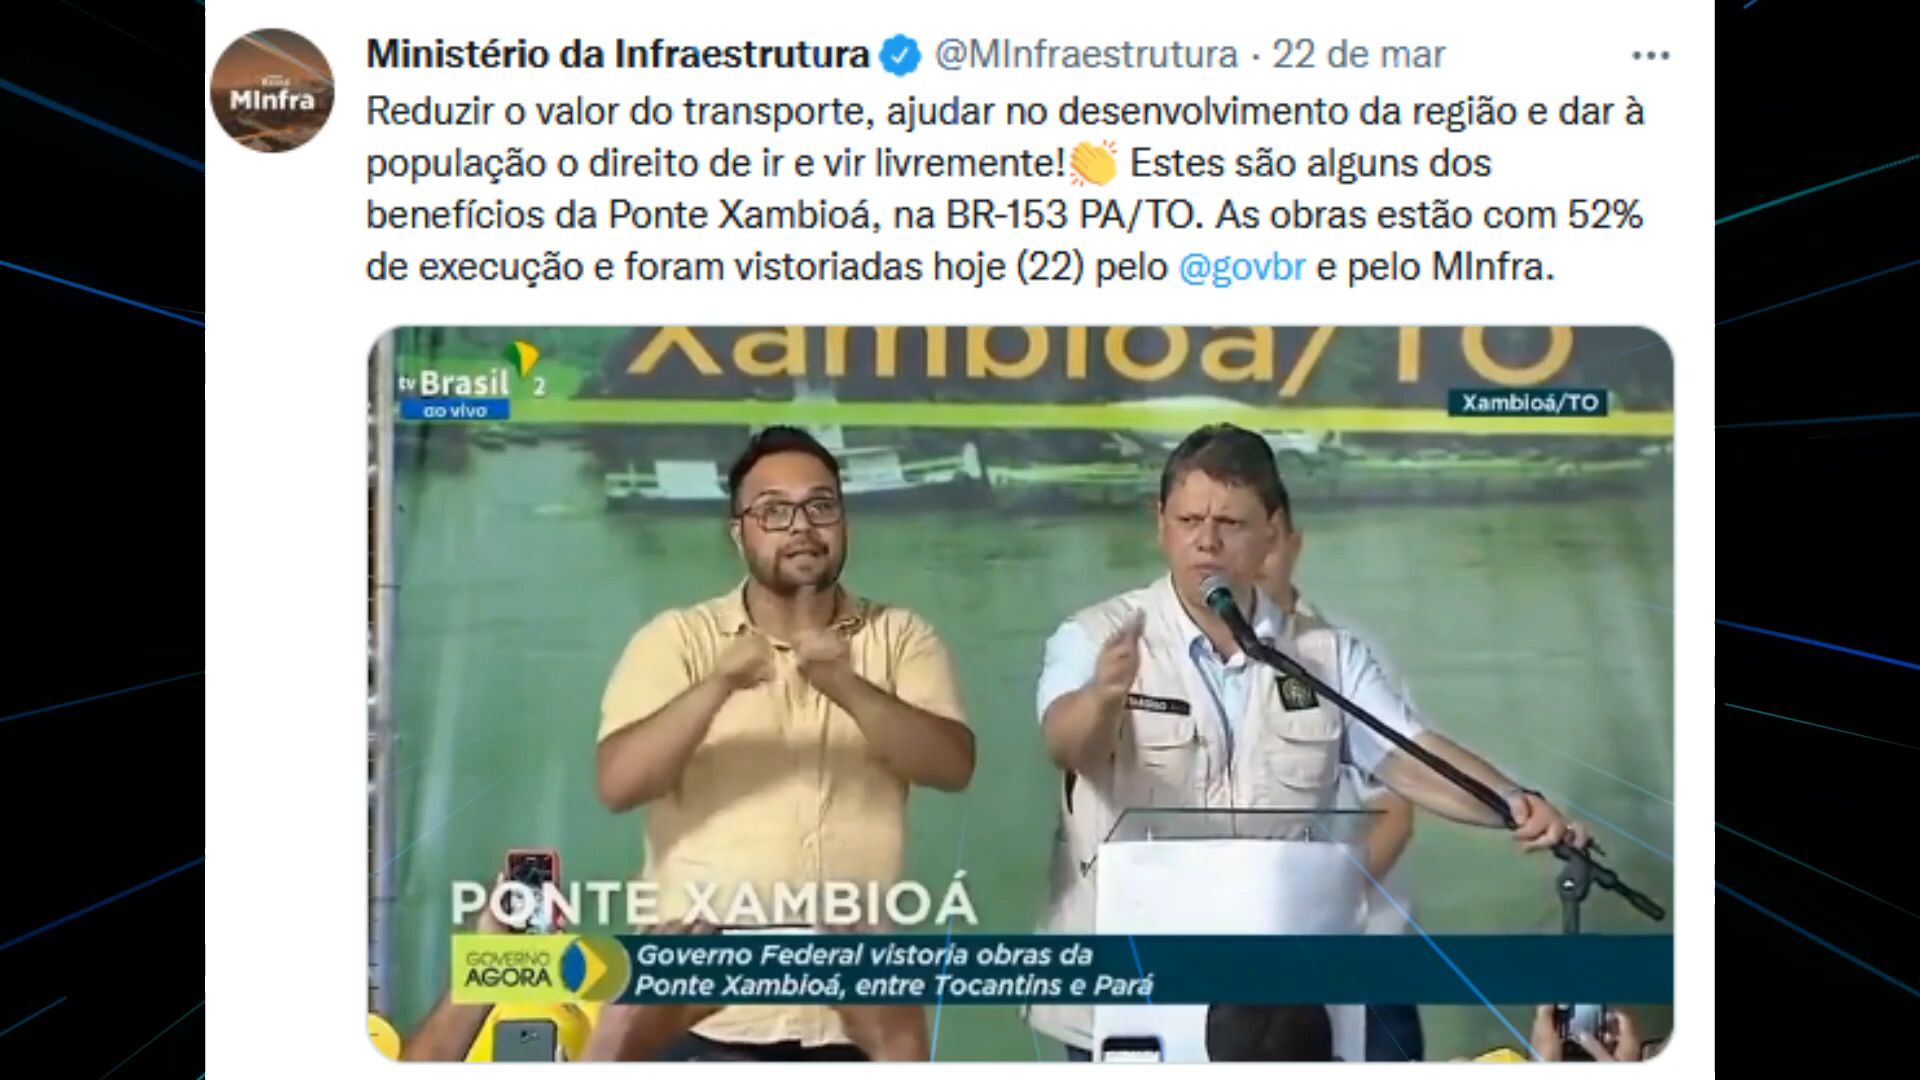 Ministério da Infraestrutura @MInfraestrutura · 22 de mar
MInfra
Reduzir o valor do transporte, ajudar no desenvolvimento da região e dar à
população o direito de ir e vir livremente!👏 Estes são alguns dos
benefícios da Ponte Xambioá, na BR-153 PA/TO. As obras estão com 52%
de execução e foram vistoriadas hoje (22) pelo @govbr e pelo MInfra.
Xambioá/TO
tv Brasil 2
ao vivo
Xambioá/TO
PONTE XAMBIOÁ
GOVERNO
AGORA
Governo Federal vistoria obras da
Ponte Xambioá, entre Tocantins e Pará